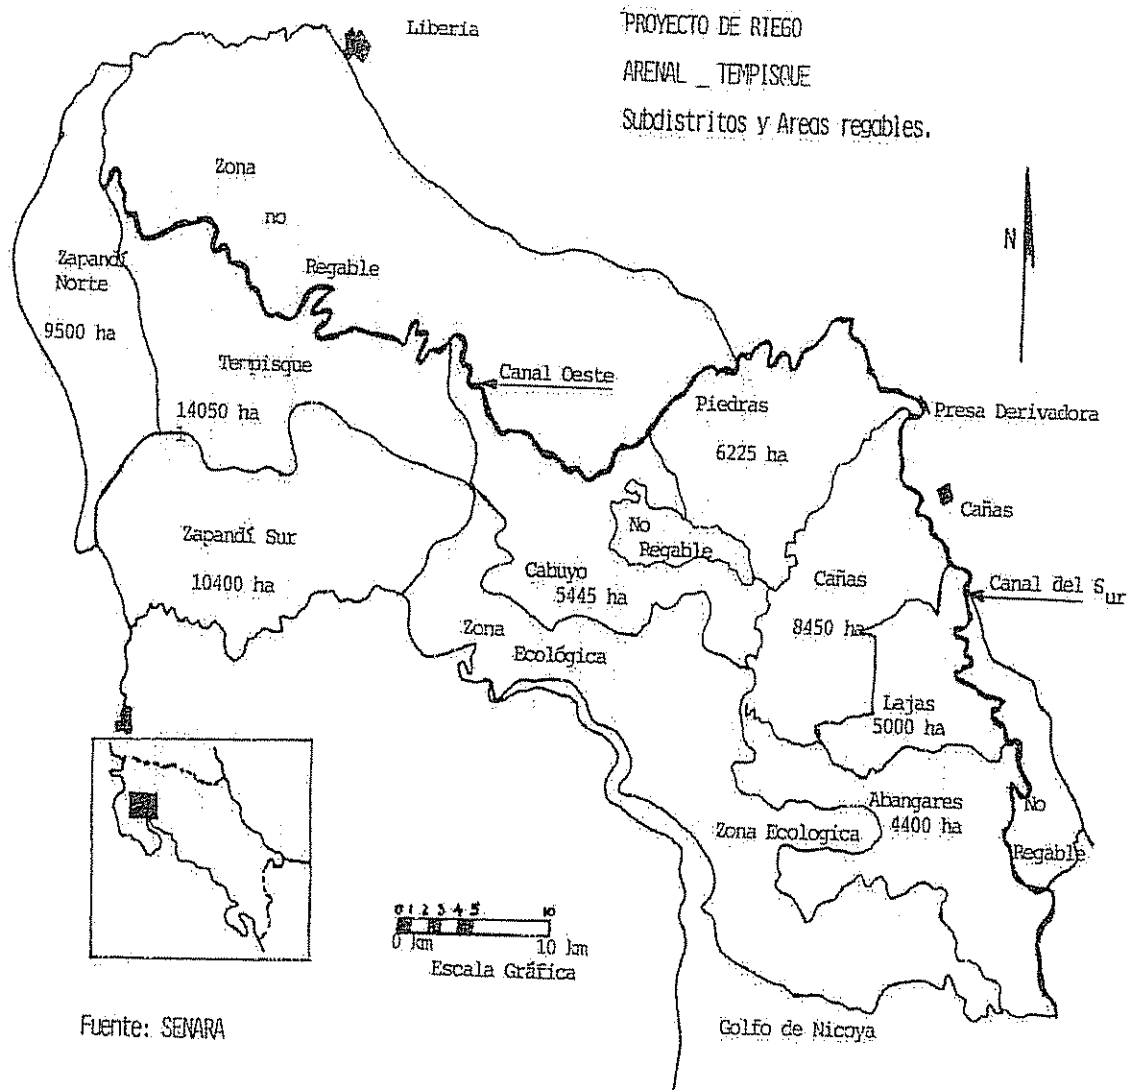 Liberia
PROYECTO DE RIEGO
ARENAL _ TEMPISQUE
Subdistritos y Areas regables.
N
Zona
no
Regable
Zapandí
Norte
9500 ha
Tempisque
14050 ha
Canal Oeste
Piedras
6225 ha
Presa Derivadora
Cañas
Zapandí Sur
10400 ha
No
Regable
Cabuyo
5445 ha
Cañas
8450 ha
Canal del Sur
Zona
Ecológica
Lajas
5000 ha
Abangares
4400 ha
Zona Ecologica
No
Regable
0 1 2 3 4 5 10
0 km 10 km
Escala Gráfica
Fuente: SENARA
Golfo de Nicoya